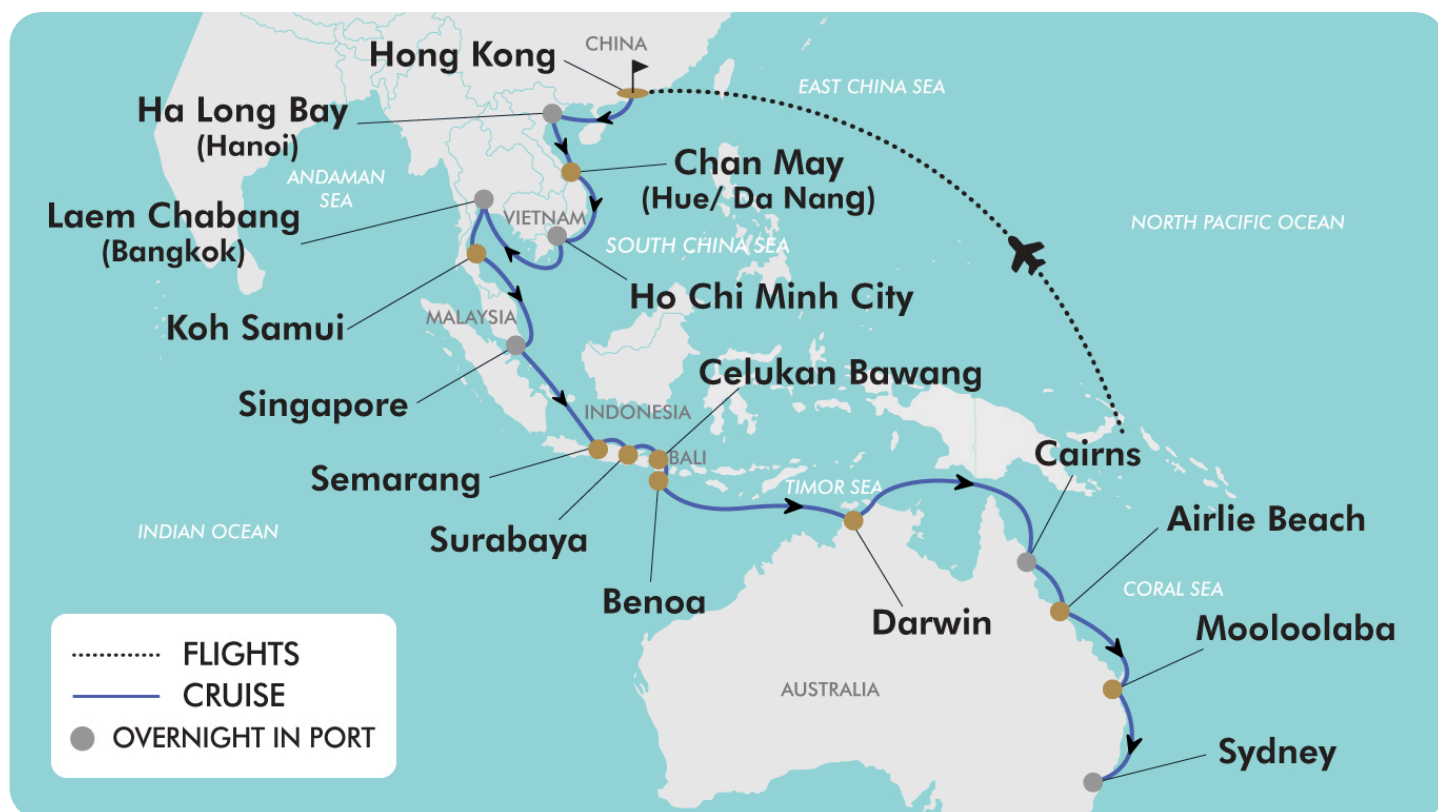 Hong Kong
CHINA
EAST CHINA SEA
Ha Long Bay
(Hanoi)
Chan May
(Hue/ Da Nang)
ANDAMAN
SEA
Laem Chabang
(Bangkok)
VIETNAM
SOUTH CHINA SEA
NORTH PACIFIC OCEAN
Ho Chi Minh City
Koh Samui
MALAYSIA
Singapore
Celukan Bawang
INDONESIA
BALI
Cairns
Semarang
TIMOR SEA
Surabaya
Airlie Beach
INDIAN OCEAN
Benoa
Darwin
CORAL SEA
Mooloolaba
AUSTRALIA
Sydney
FLIGHTS
CRUISE
OVERNIGHT IN PORT